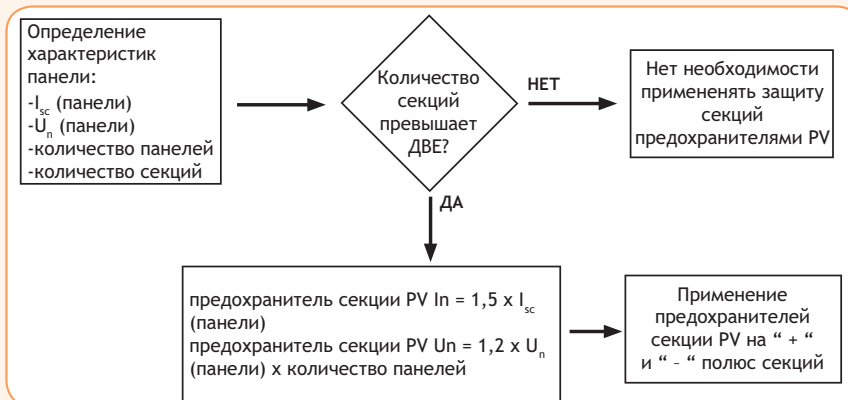 Определение
характеристик
панели:
-Isc (панели)
-Un (панели)
-количество панелей
-количество секций
Количество
секций
превышает
ДВЕ?
НЕТ
Нет необходимости
примененять защиту
секций
предохранителями PV
ДА
предохранитель секции PV In = 1,5 x Isc
(панели)
предохранитель секции PV Un = 1,2 x Un
(панели) x количество панелей
Применение
предохранителей
секции PV на “ + “
и “ - “ полюс секций